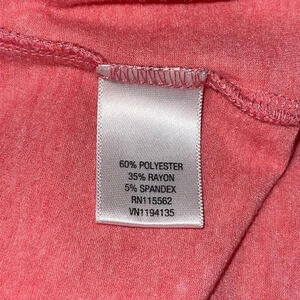 60% POLYESTER
35% RAYON
5% SPANDEX
RN115562
VN1194135